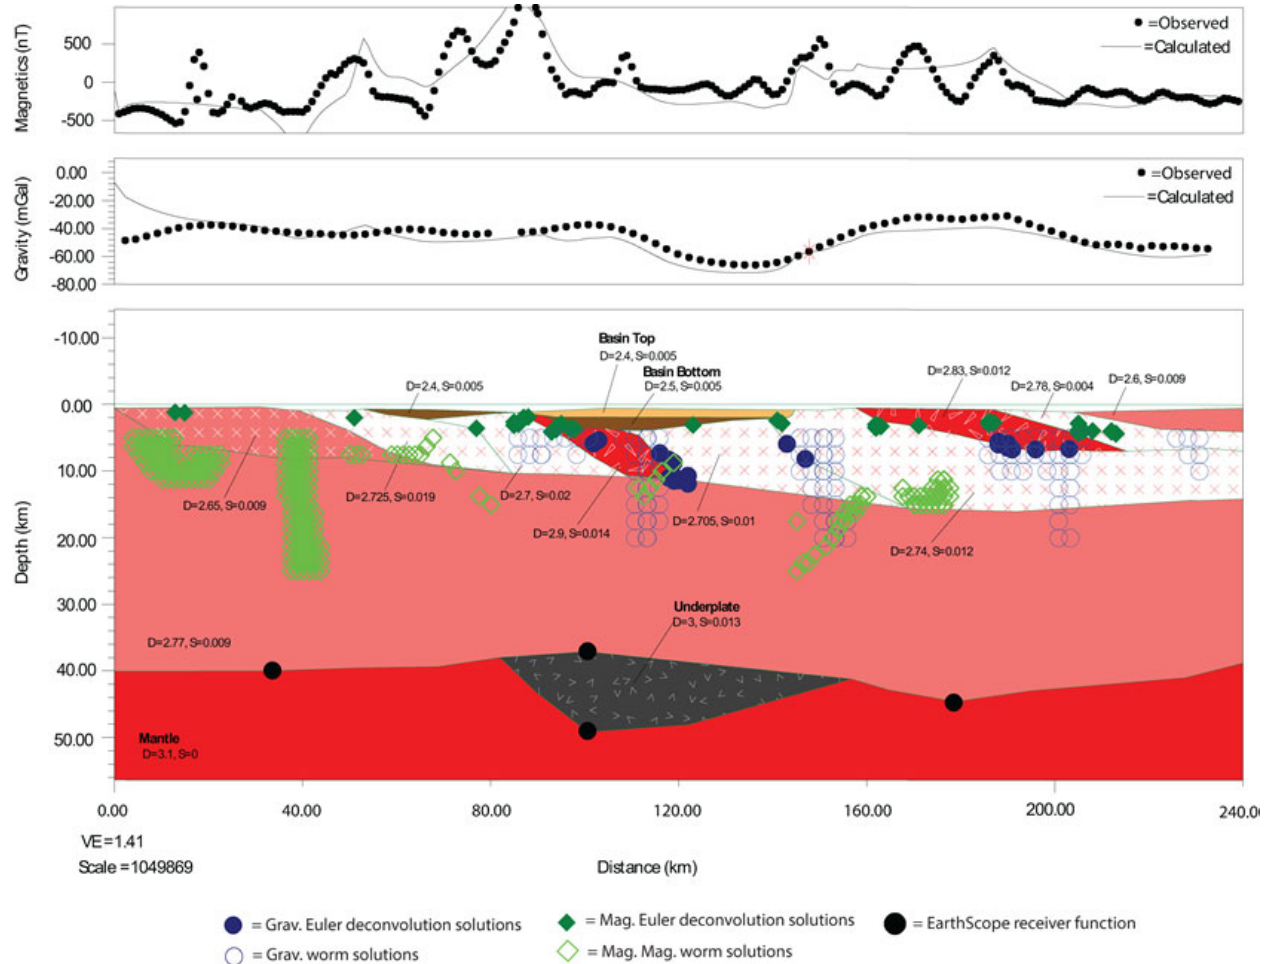 Magnetics (nT)
500
0
-500
=Observed
=Calculated
Gravity (mGal)
0.00
-20.00
-40.00
-60.00
-80.00
=Observed
=Calculated
Depth (km)
-10.00
0.00
10.00
20.00
30.00
40.00
50.00
Basin Top
D=2.4, S=0.005
Basin Bottom
D=2.4, S=0.005
D=2.5, S=0.005
D=2.83, S=0.012
D=2.78, S=0.004
D=2.6, S=0.009
D=2.65, S=0.009
D=2.725, S=0.019
D=2.7, S=0.02
D=2.9, S=0.014
D=2.705, S=0.01
D=2.74, S=0.012
Underplate
D=3, S=0.013
D=2.77, S=0.009
Mantle
D=3.1, S=0
0.00 40.00 80.00 120.00 160.00 200.00 240.0
VE=1.41
Scale =1049869
Distance (km)
= Grav. Euler deconvolution solutions
= Mag. Euler deconvolution solutions
= EarthScope receiver function
= Grav. worm solutions
= Mag. Mag. worm solutions